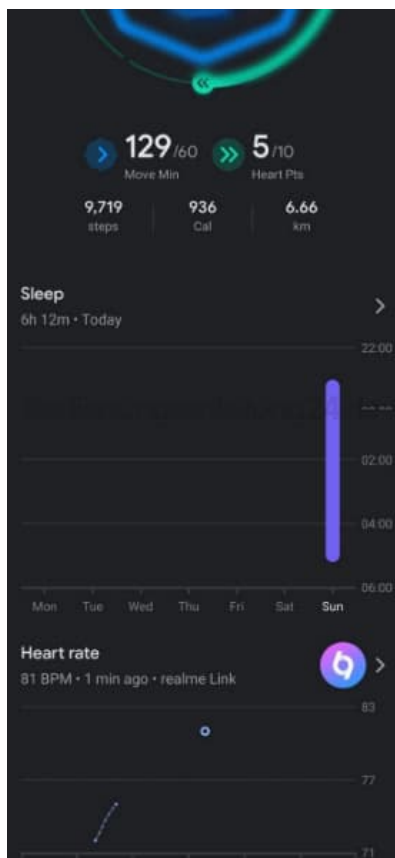 129/60 5/10
Move Min Heart Pts
9,719 936 6.66
steps Cal km
Sleep
6h 12m • Today
22:00
02:00
04:00
06:00
Mon Tue Wed Thu Fri Sat Sun
Heart rate
81 BPM • 1 min ago • realme Link
83
77
71